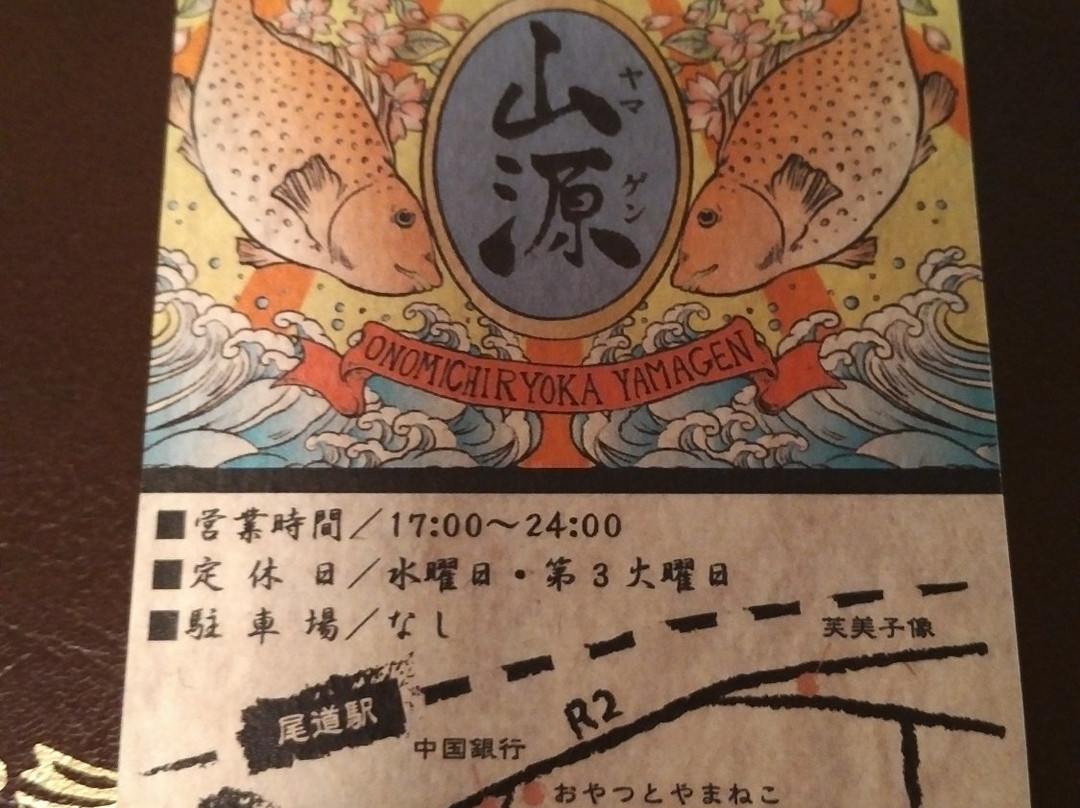 山源
ヤマ ゲン
ONOMICHI RYOKA YAMAGEN
■営業時間／17:00～24:00
■定休日／水曜日・第3火曜日
■駐車場／なし
芙美子像
尾道駅
R2
中国銀行
おやつとやまねこ